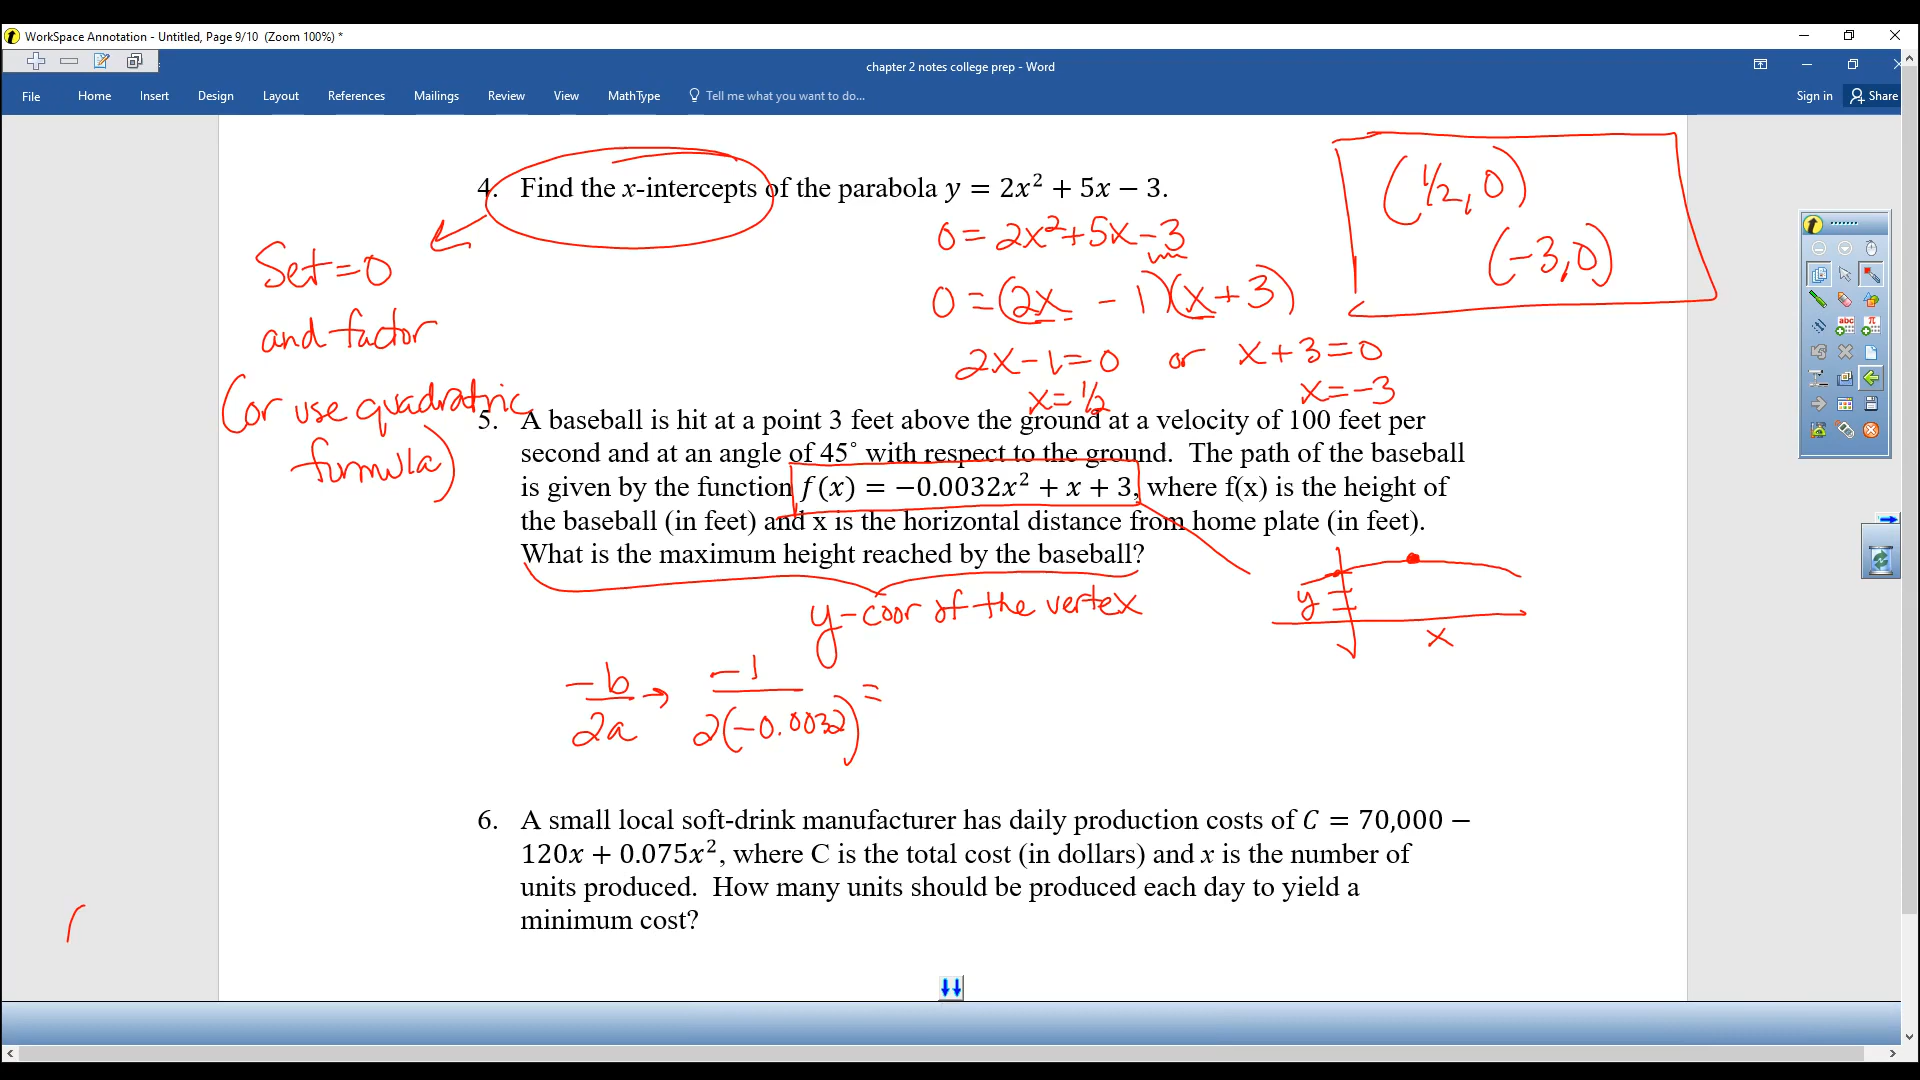 WorkSpace Annotation - Untitled, Page 9/10 (Zoom 100%) *
chapter 2 notes college prep - Word
File Home Insert Design Layout References Mailings Review View MathType Tell me what you want to do... Sign in Share
4. Find the x-intercepts of the parabola y = 2x² + 5x − 3.
0 = 2x² + 5x - 3
0 = (2x - 1)(x + 3)
2x - 1 = 0 or x + 3 = 0
x = 1/2 x = -3
(1/2, 0)
(-3, 0)
Set = 0
and factor
(or use quadratic
formula)
5. A baseball is hit at a point 3 feet above the ground at a velocity of 100 feet per
second and at an angle of 45˚ with respect to the ground. The path of the baseball
is given by the function f(x) = −0.0032x² + x + 3, where f(x) is the height of
the baseball (in feet) and x is the horizontal distance from home plate (in feet).
What is the maximum height reached by the baseball?
y-coor of the vertex
y
x
-b/2a → -1/2(-0.0032) =
6. A small local soft-drink manufacturer has daily production costs of C = 70,000 −
120x + 0.075x², where C is the total cost (in dollars) and x is the number of
units produced. How many units should be produced each day to yield a
minimum cost?